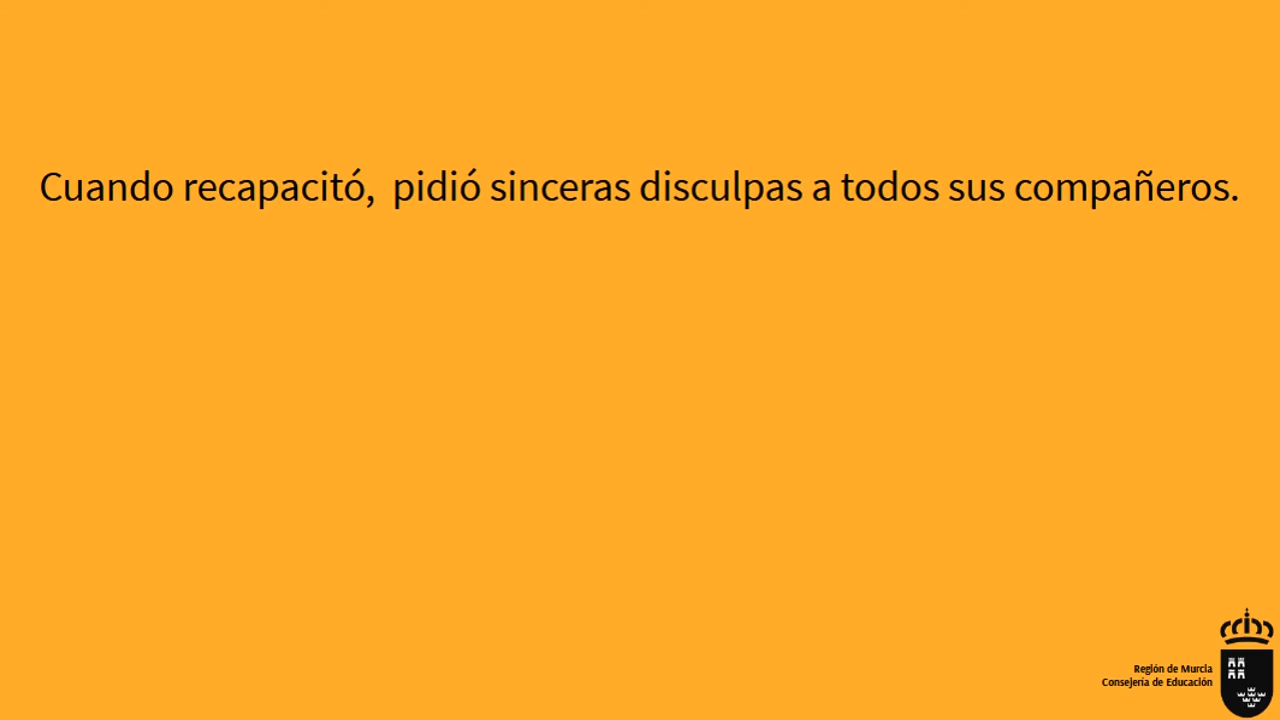 Cuando recapacitó,  pidió sinceras disculpas a todos sus compañeros.
Región de Murcia
Consejería de Educación